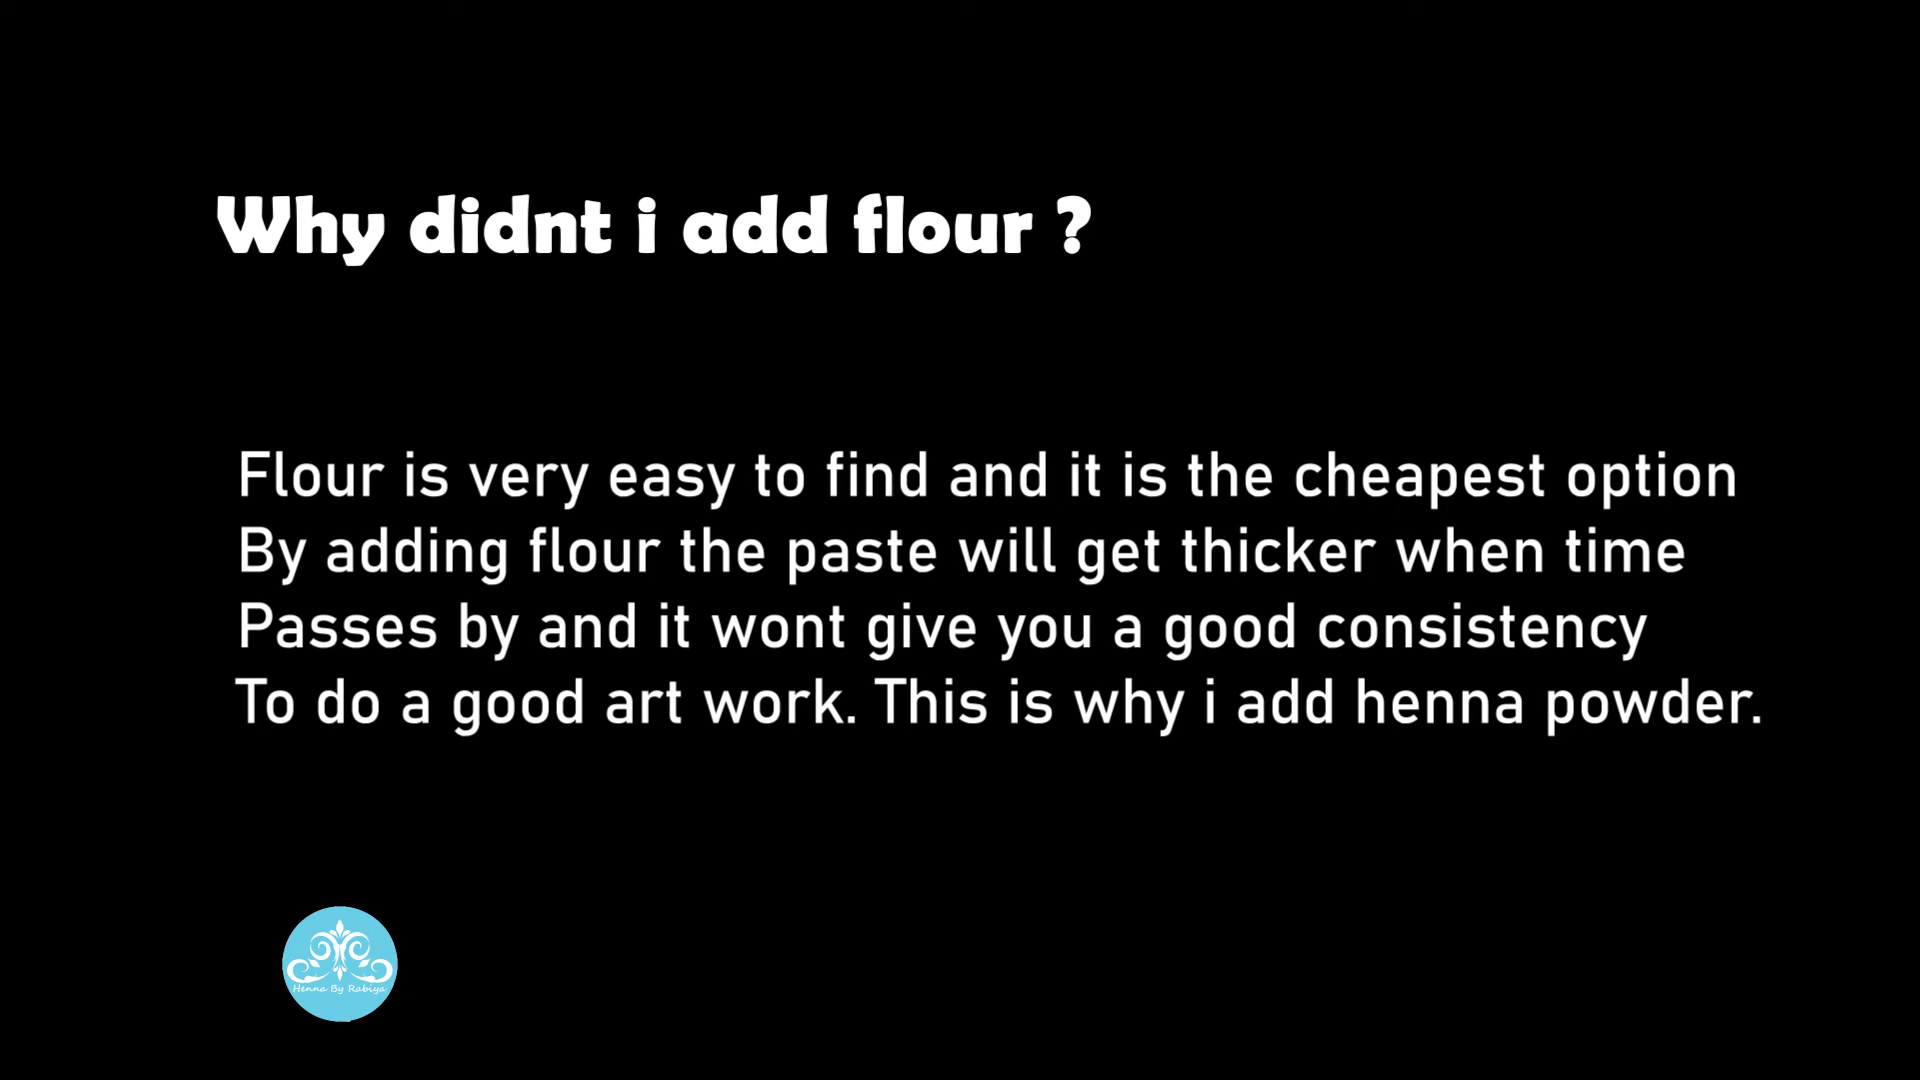 Why didnt i add flour ?
Flour is very easy to find and it is the cheapest option
By adding flour the paste will get thicker when time
Passes by and it wont give you a good consistency
To do a good art work. This is why i add henna powder.
Henna By Rabiya